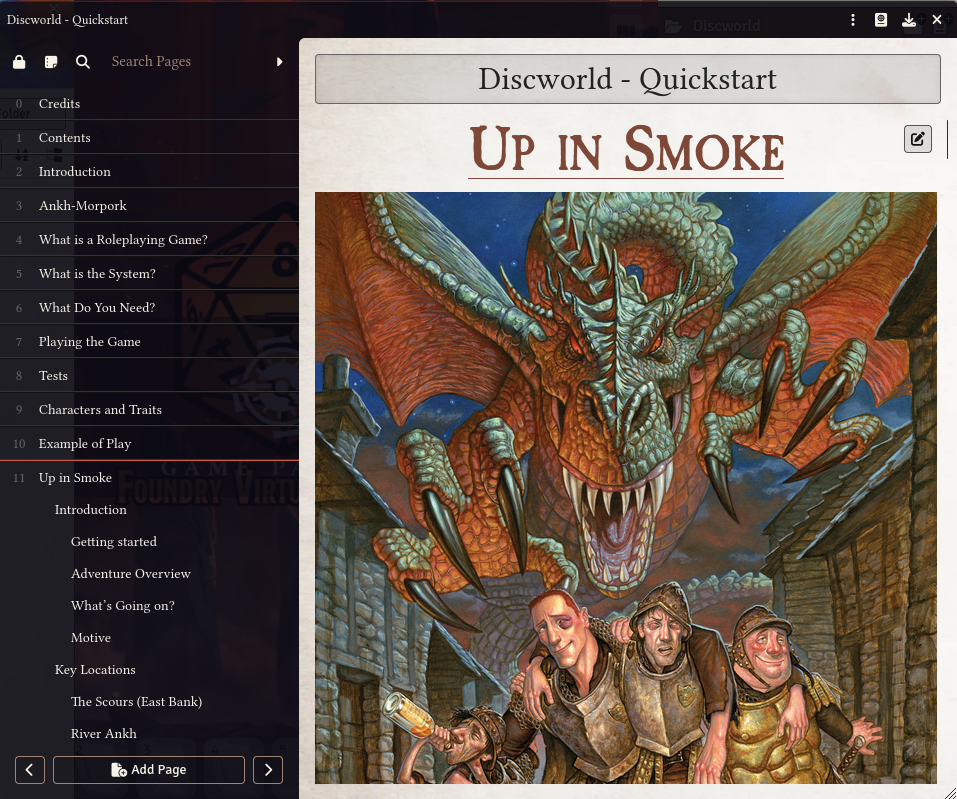 Discworld - Quickstart
Discworld
Search Pages
0 Credits
1 Contents
2 Introduction
3 Ankh-Morpork
4 What is a Roleplaying Game?
5 What is the System?
6 What Do You Need?
7 Playing the Game
8 Tests
9 Characters and Traits
10 Example of Play
11 Up in Smoke
Introduction
Getting started
Adventure Overview
What's Going on?
Motive
Key Locations
The Scours (East Bank)
River Ankh
Add Page
Discworld - Quickstart
Up in Smoke